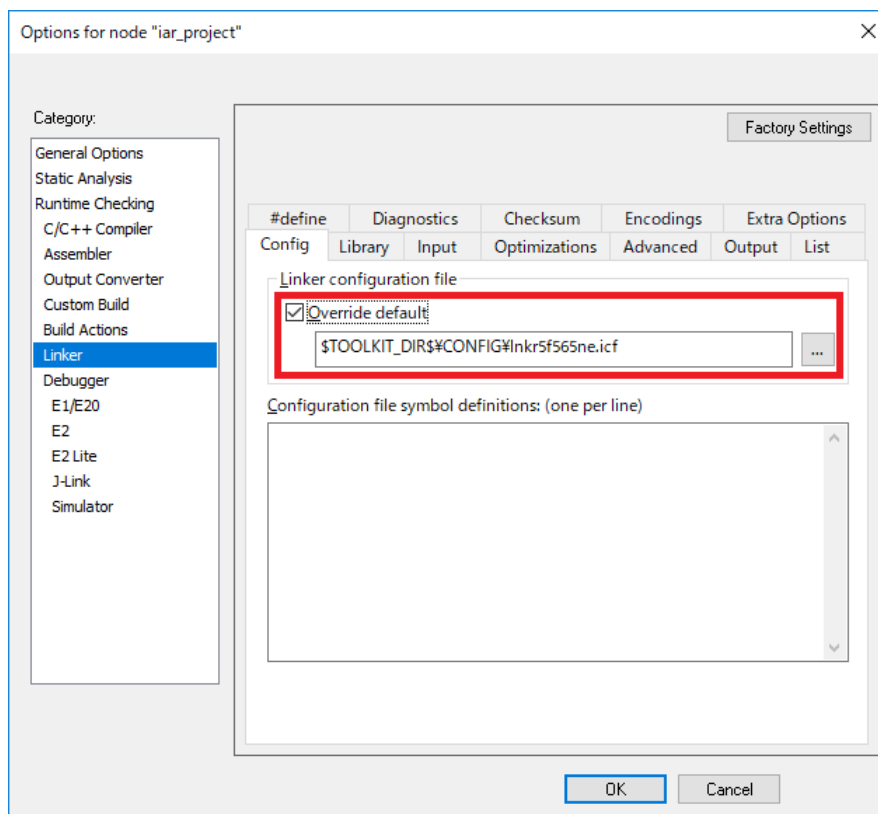 Options for node "iar_project"
Category:
General Options
Static Analysis
Runtime Checking
C/C++ Compiler
Assembler
Output Converter
Custom Build
Build Actions
Linker
Debugger
E1/E20
E2
E2 Lite
J-Link
Simulator
Factory Settings
#define Diagnostics Checksum Encodings Extra Options
Config Library Input Optimizations Advanced Output List
Linker configuration file
Override default
$TOOLKIT_DIR$¥CONFIG¥lnkr5f565ne.icf
...
Configuration file symbol definitions: (one per line)
OK Cancel